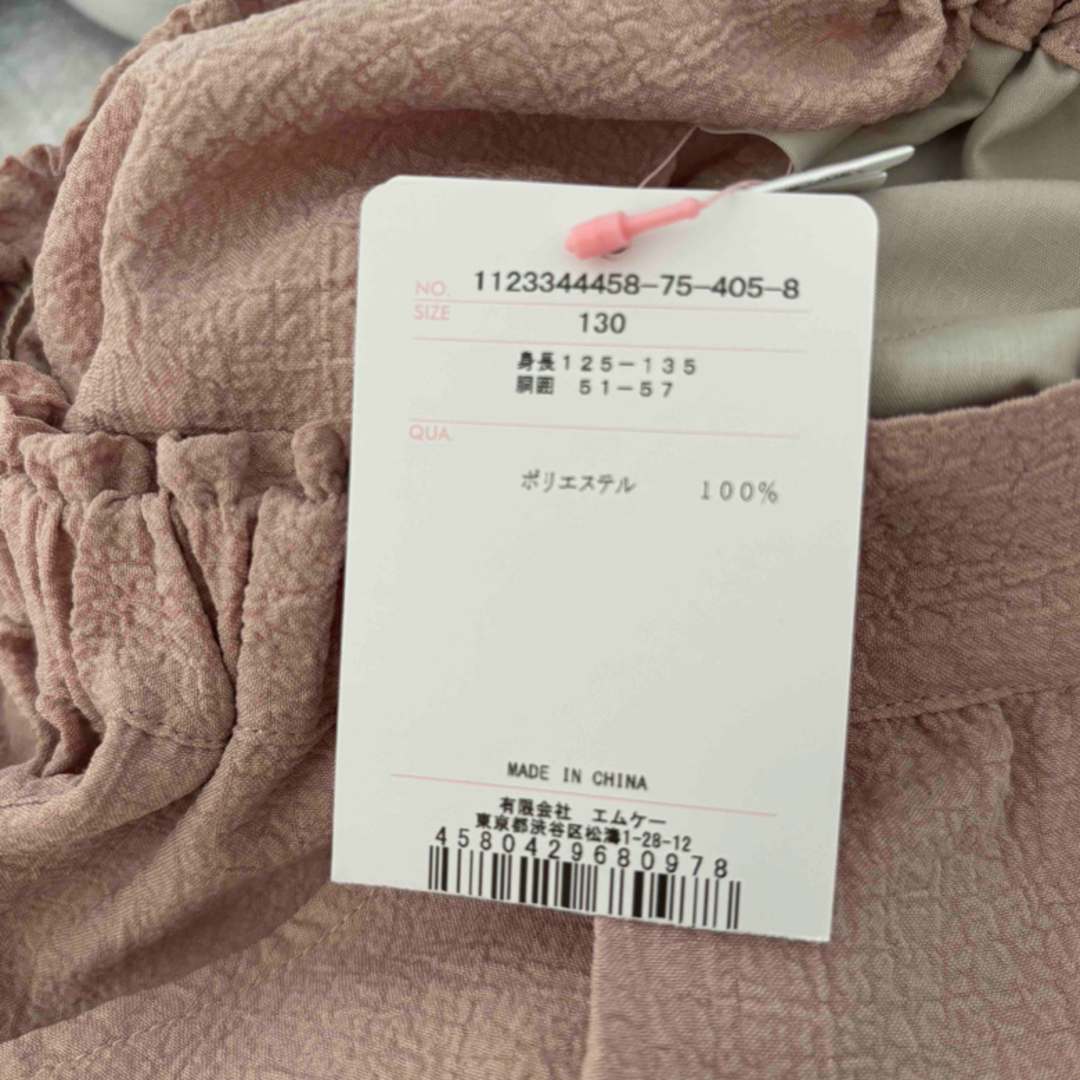 NO. 1123344458-75-405-8
SIZE 130
身長125－135
胴囲 51－57
QUA.
ポリエステル 100%
MADE IN CHINA
有限会社 エムケー
東京都渋谷区松濤1-28-12
4580429680978